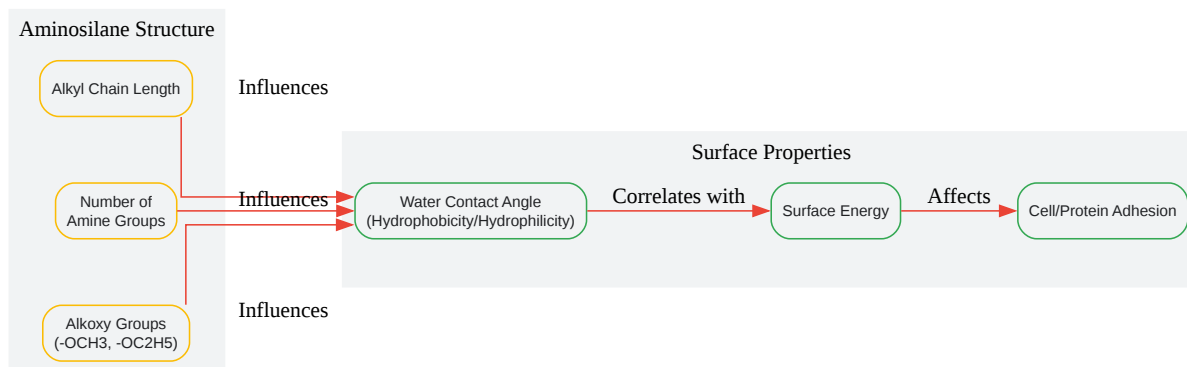 Aminosilane Structure
Alkyl Chain Length
Influences
Surface Properties
Number of
Amine Groups
Influences
Water Contact Angle
(Hydrophobicity/Hydrophilicity)
Correlates with
Surface Energy
Affects
Cell/Protein Adhesion
Alkoxy Groups
(-OCH3, -OC2H5)
Influences